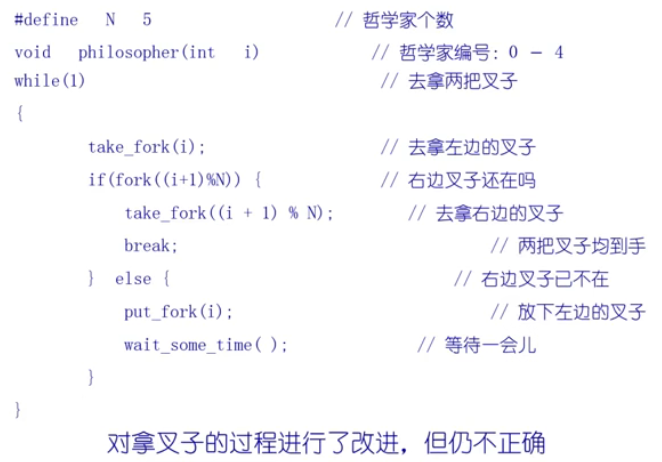 #define N 5 // 哲学家个数
void philosopher(int i) // 哲学家编号: 0 － 4
while(1) // 去拿两把叉子
{
take_fork(i); // 去拿左边的叉子
if(fork((i+1)%N)) { // 右边叉子还在吗
take_fork((i + 1) % N); // 去拿右边的叉子
break; // 两把叉子均到手
} else { // 右边叉子已不在
put_fork(i); // 放下左边的叉子
wait_some_time( ); // 等待一会儿
}
}
对拿叉子的过程进行了改进，但仍不正确